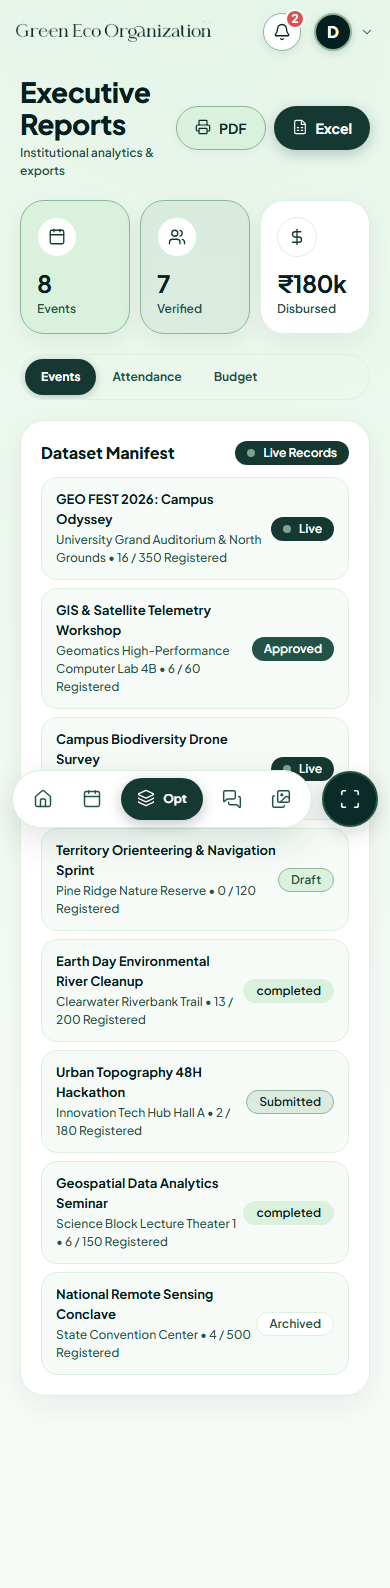 Green Eco Organization
2
D
Executive
Reports
Institutional analytics &
exports
PDF
Excel
8
Events
7
Verified
₹180k
Disbursed
Events
Attendance
Budget
Dataset Manifest
Live Records
GEO FEST 2026: Campus
Odyssey
University Grand Auditorium & North
Grounds • 16 / 350 Registered
Live
GIS & Satellite Telemetry
Workshop
Geomatics High-Performance
Computer Lab 4B • 6 / 60
Registered
Approved
Campus Biodiversity Drone
Survey
Live
Opt
Territory Orienteering & Navigation
Sprint
Pine Ridge Nature Reserve • 0 / 120
Registered
Draft
Earth Day Environmental
River Cleanup
Clearwater Riverbank Trail • 13 /
200 Registered
completed
Urban Topography 48H
Hackathon
Innovation Tech Hub Hall A • 2 /
180 Registered
Submitted
Geospatial Data Analytics
Seminar
Science Block Lecture Theater 1
• 6 / 150 Registered
completed
National Remote Sensing
Conclave
State Convention Center • 4 / 500
Registered
Archived